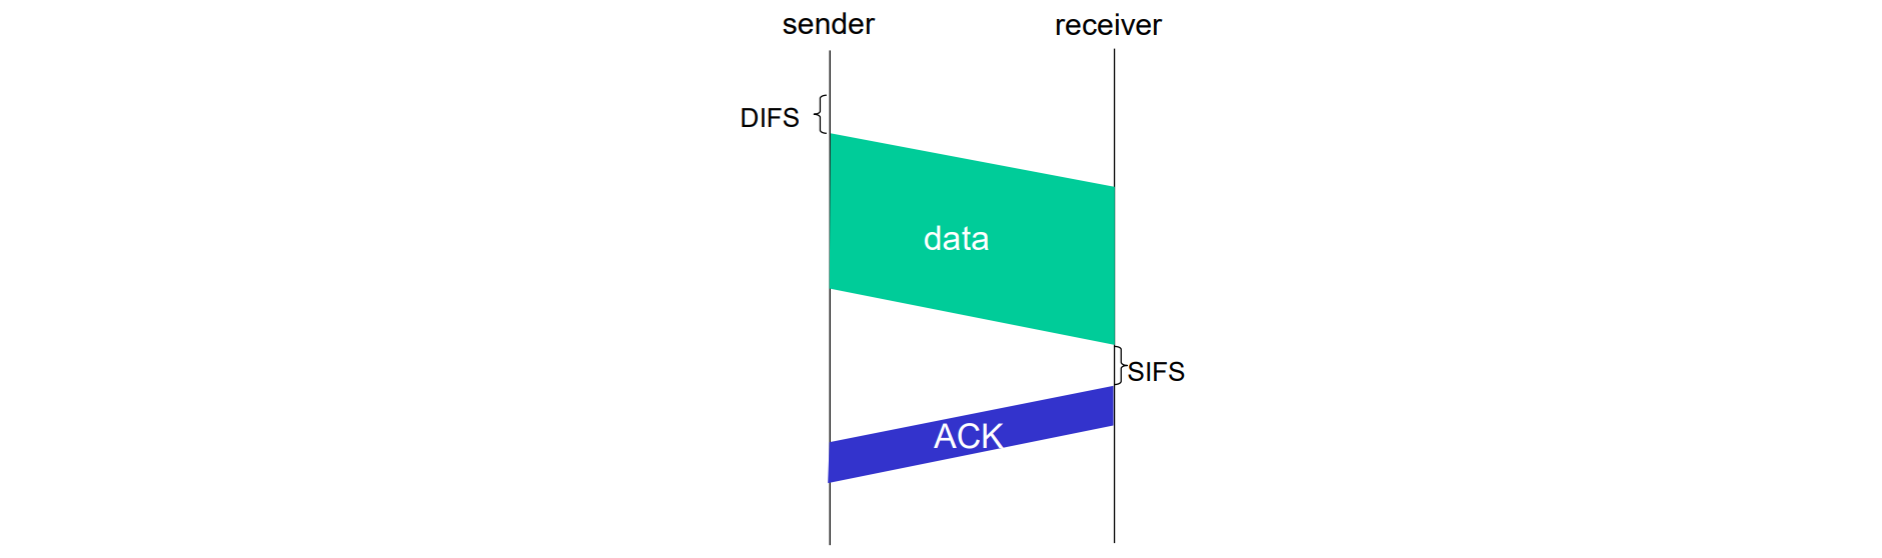 sender
receiver
DIFS
data
SIFS
ACK